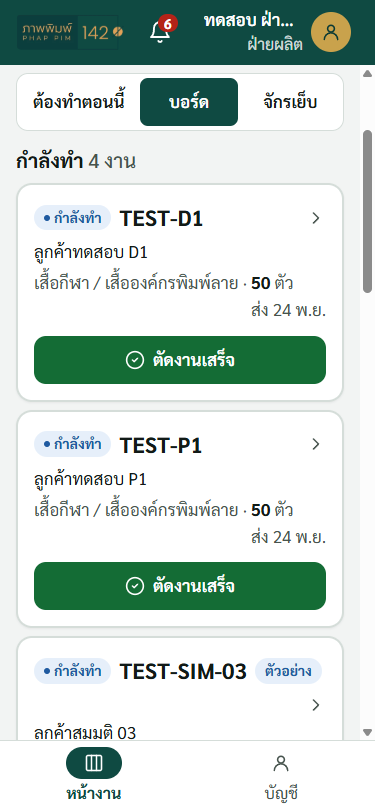 ภาพพิมพ์ 142
PHAP PIM
6
ทดสอบ ฝ่า...
ฝ่ายผลิต
ต้องทำตอนนี้ บอร์ด จักรเย็บ
กำลังทำ 4 งาน
กำลังทำ TEST-D1
ลูกค้าทดสอบ D1
เสื้อกีฬา / เสื้อองค์กรพิมพ์ลาย · 50 ตัว
ส่ง 24 พ.ย.
ตัดงานเสร็จ
กำลังทำ TEST-P1
ลูกค้าทดสอบ P1
เสื้อกีฬา / เสื้อองค์กรพิมพ์ลาย · 50 ตัว
ส่ง 24 พ.ย.
ตัดงานเสร็จ
กำลังทำ TEST-SIM-03 ตัวอย่าง
ลูกค้าสมมติ 03
หน้างาน บัญชี